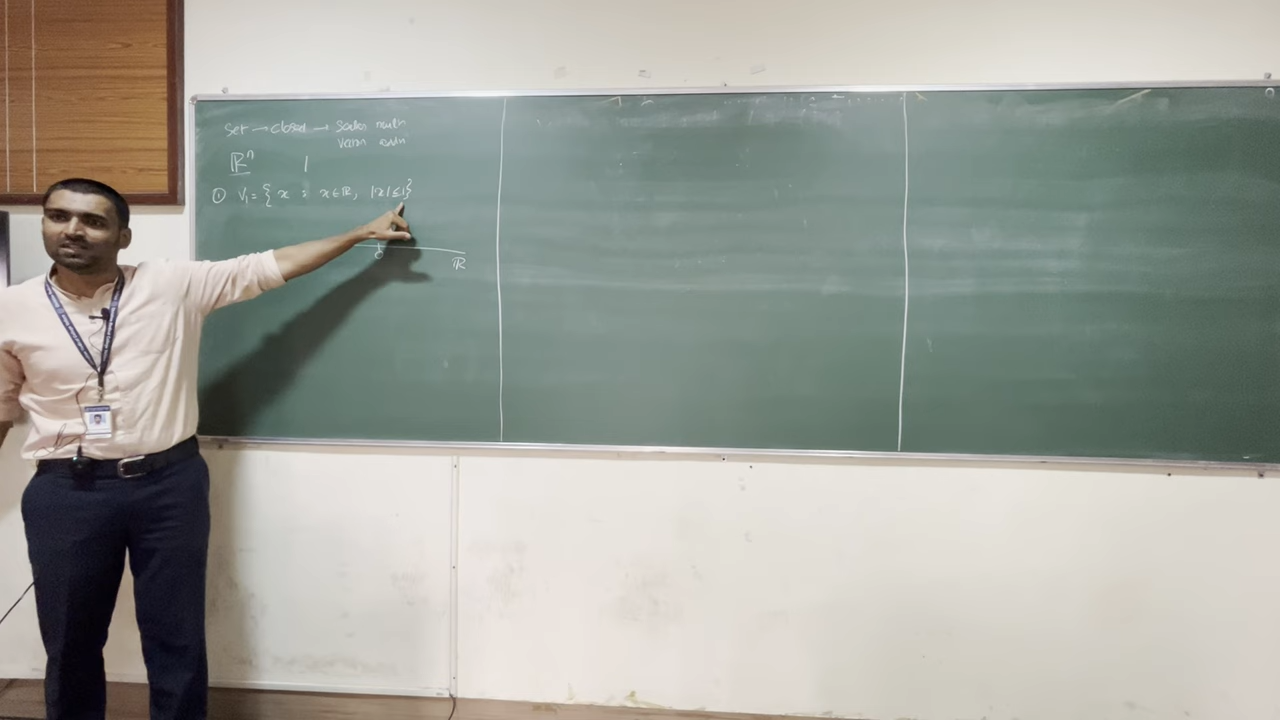 Set → closed → Scalar multn
Vector addn
ℝⁿ |
① V₁ = { x : x ∈ ℝ, |x| ≤ 1}
0
ℝ